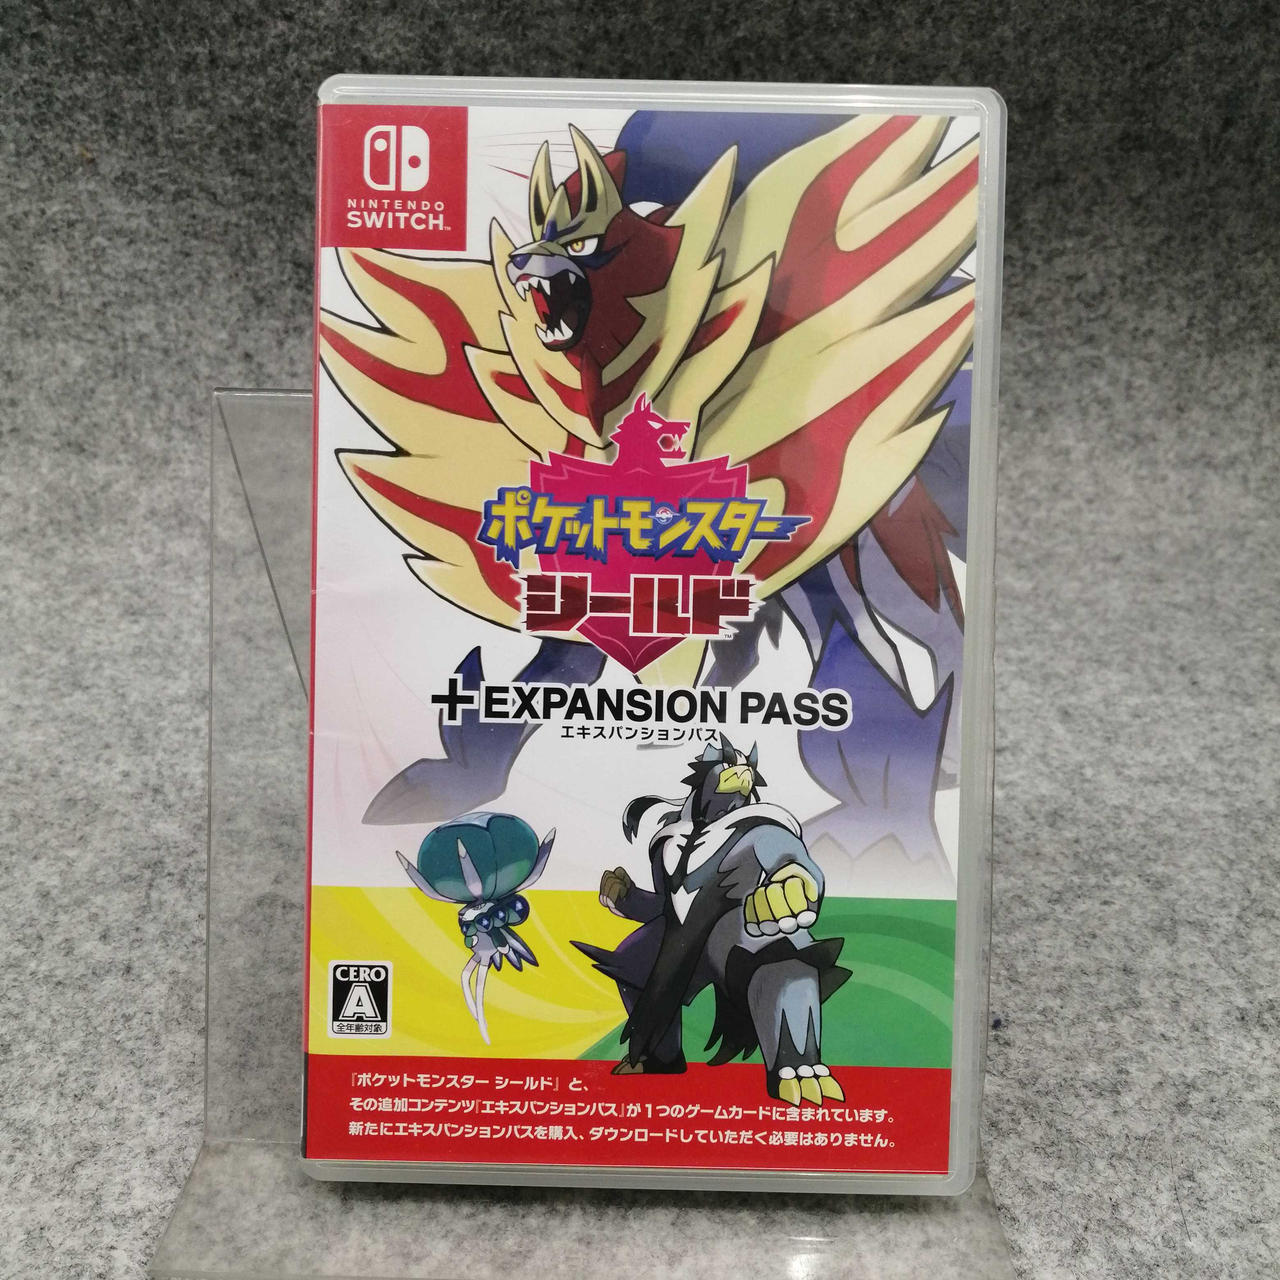 NINTENDO
SWITCH™
ポケットモンスター
シールド™
+EXPANSION PASS
エキスパンションパス
CERO
A
全年齢対象
『ポケットモンスター シールド』と、
その追加コンテンツ『エキスパンションパス』が1つのゲームカードに含まれています。
新たにエキスパンションパスを購入、ダウンロードしていただく必要はありません。